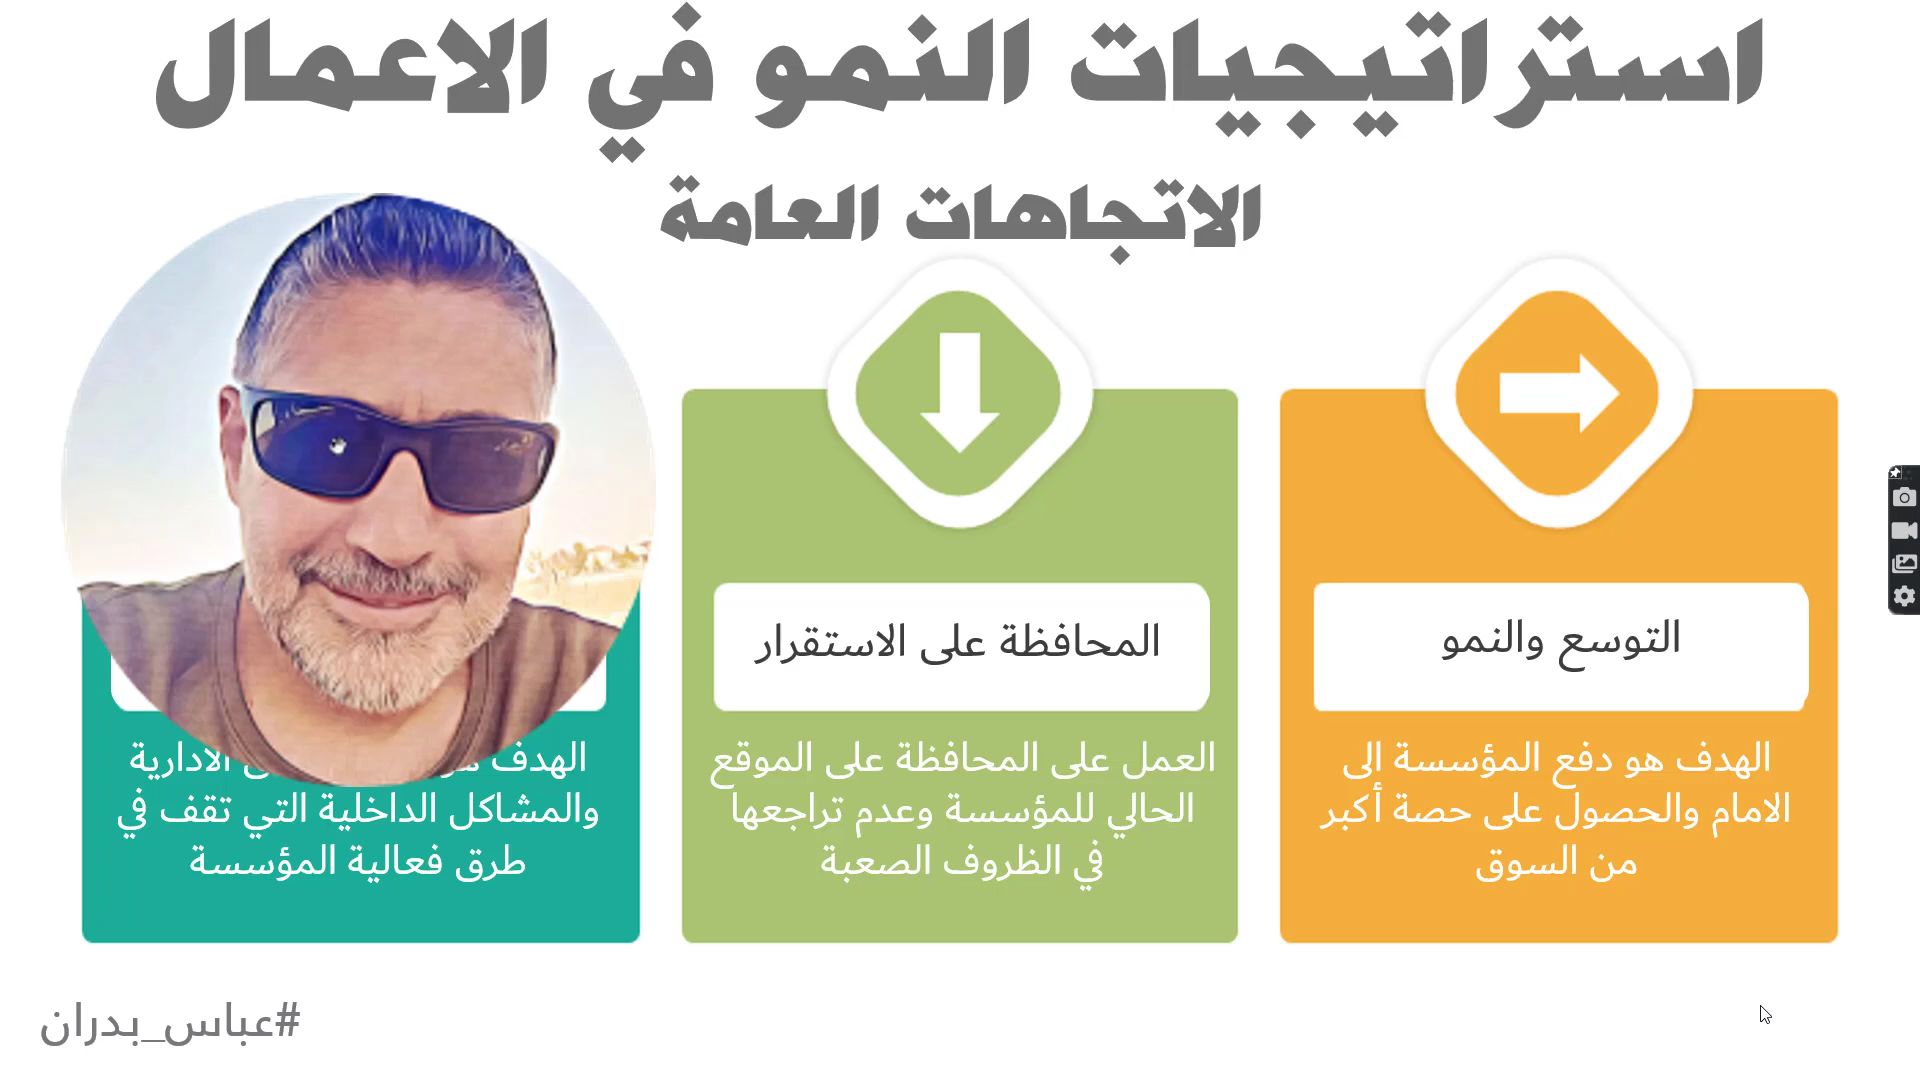 استراتيجيات النمو في الاعمال
الاتجاهات العامة
التوسع والنمو
الهدف هو دفع المؤسسة الى
الامام والحصول على حصة أكبر
من السوق
المحافظة على الاستقرار
العمل على المحافظة على الموقع
الحالي للمؤسسة وعدم تراجعها
في الظروف الصعبة
الهدف الادارية
والمشاكل الداخلية التي تقف في
طرق فعالية المؤسسة
#عباس_بدران